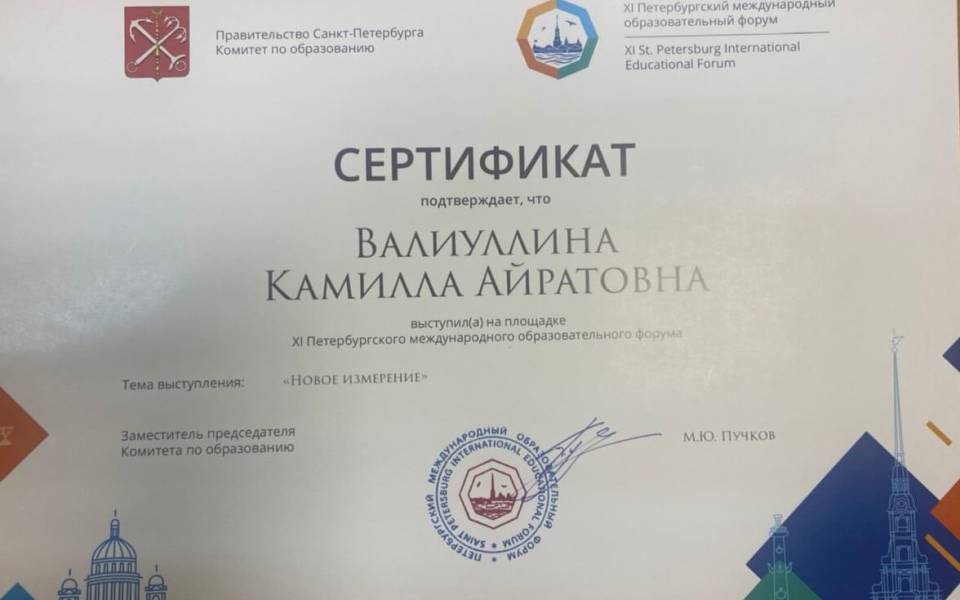 Правительство Санкт-Петербурга
Комитет по образованию
XI Петербургский международный
образовательный форум
XI St. Petersburg International
Educational Forum
СЕРТИФИКАТ
подтверждает, что
ВАЛИУЛЛИНА
КАМИЛЛА АЙРАТОВНА
выступил(а) на площадке
XI Петербургского международного образовательного форума
Тема выступления: «НОВОЕ ИЗМЕРЕНИЕ»
Заместитель председателя
Комитета по образованию
М.Ю. ПУЧКОВ
ПЕТЕРБУРГСКИЙ МЕЖДУНАРОДНЫЙ ОБРАЗОВАТЕЛЬНЫЙ ФОРУМ
SAINT PETERSBURG INTERNATIONAL EDUCATIONAL FORUM